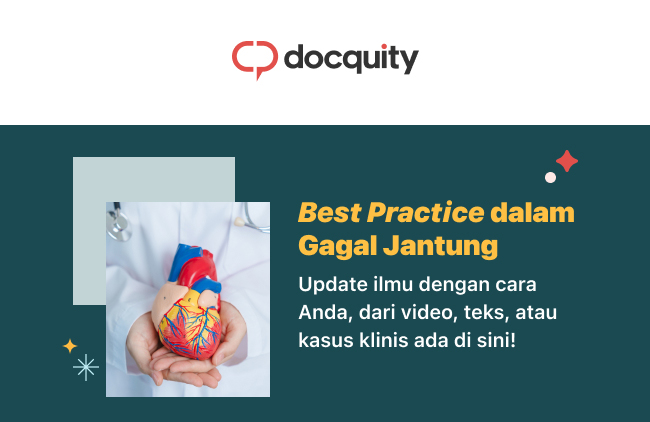 docquity
Best Practice dalam
Gagal Jantung
Update ilmu dengan cara
Anda, dari video, teks, atau
kasus klinis ada di sini!